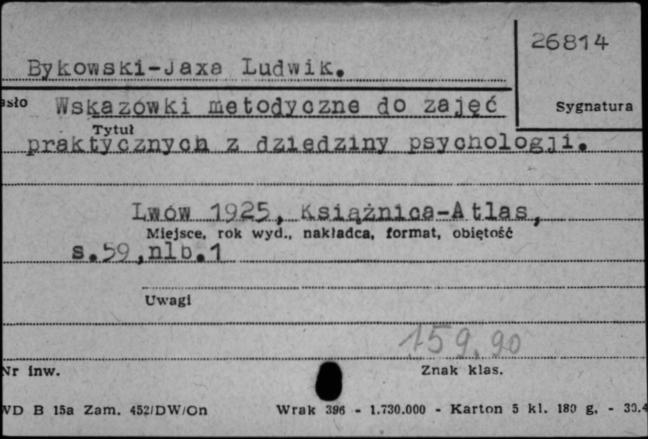 26814
Bykowski-Jaxa Ludwik.
asło Wskazówki metodyczne do zajęć Sygnatura
Tytuł
praktycznych z dziedziny psychologji.
Lwów 1925, Książnica-Atlas,
Miejsce, rok wyd., nakładca, format, obiętość
s.59,nlb.1
Uwagi
159.90
Nr inw. Znak klas.
WD B 15a Zam. 452/DW/On Wrak 396 - 1.730.000 - Karton 5 kl. 180 g. - 30.4